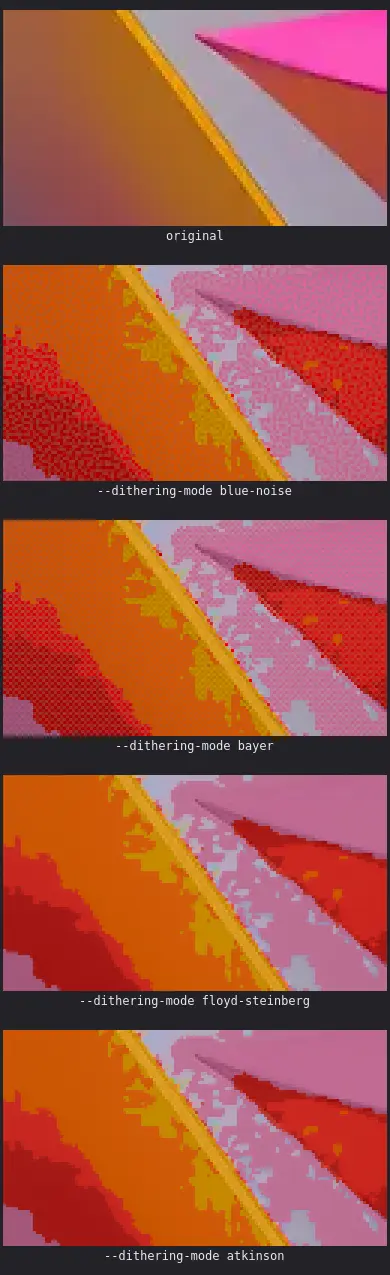 original
--dithering-mode blue-noise
--dithering-mode bayer
--dithering-mode floyd-steinberg
--dithering-mode atkinson